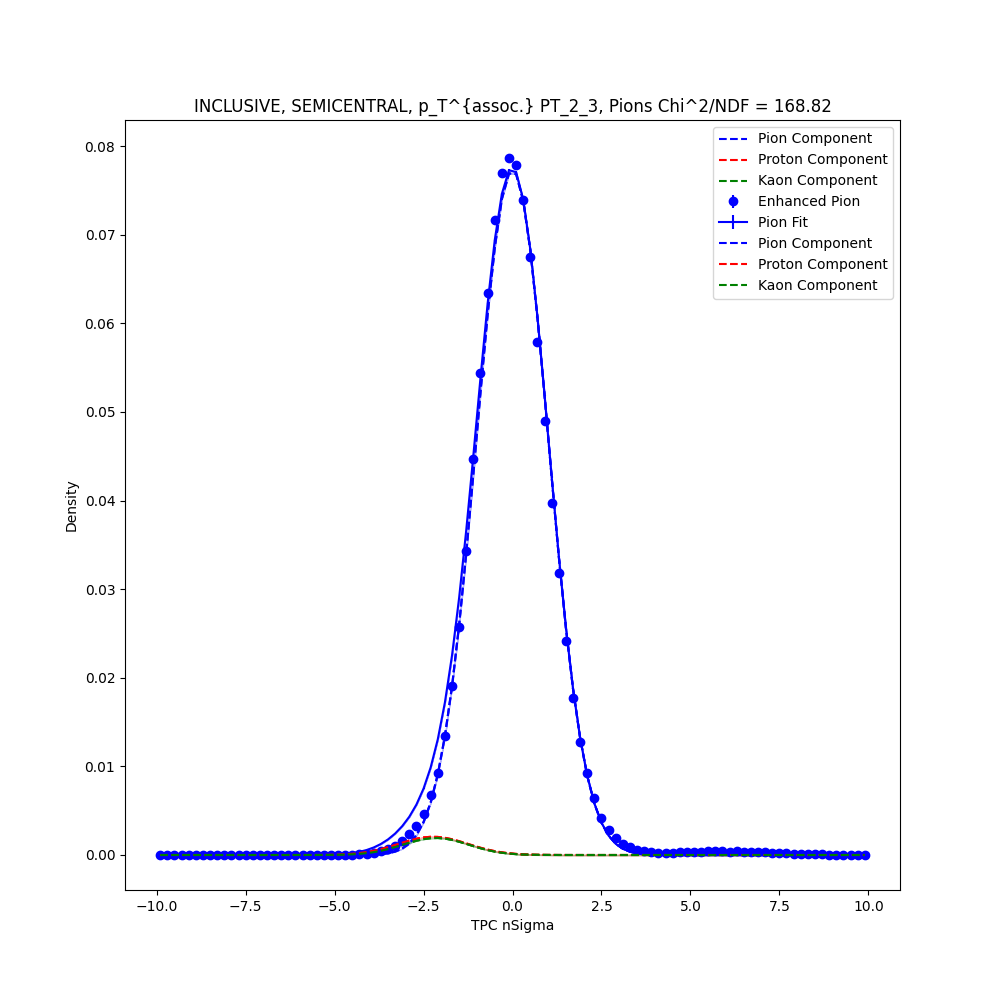 INCLUSIVE, SEMICENTRAL, p_T^{assoc.} PT_2_3, Pions Chi^2/NDF = 168.82
Pion Component
Proton Component
Kaon Component
Enhanced Pion
Pion Fit
Pion Component
Proton Component
Kaon Component
Density
0.08
0.07
0.06
0.05
0.04
0.03
0.02
0.01
0.00
−10.0 −7.5 −5.0 −2.5 0.0 2.5 5.0 7.5 10.0
TPC nSigma